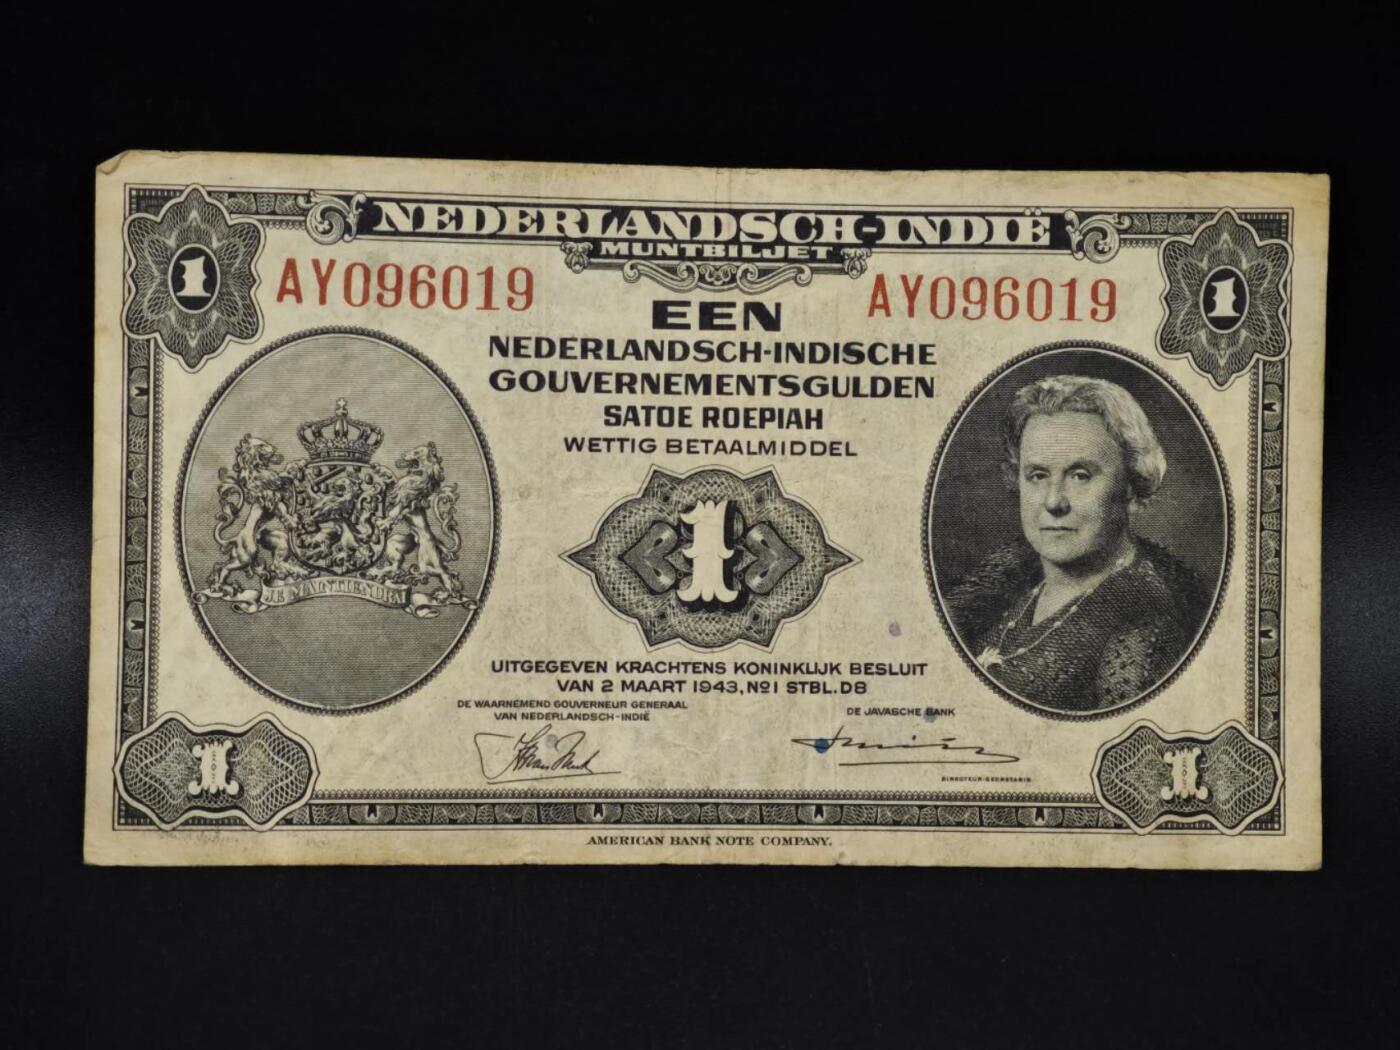 NEDERLANDSCH-INDIË
MUNTBILJET
1
1
AY096019
AY096019
EEN
NEDERLANDSCH-INDISCHE
GOUVERNEMENTSGULDEN
SATOE ROEPIAH
WETTIG BETAALMIDDEL
1
JE MAINTIENDRAI
UITGEGEVEN KRACHTENS KONINKLIJK BESLUIT
VAN 2 MAART 1943, No1 STBL. D8
DE WAARNEMEND GOUVERNEUR GENERAAL
VAN NEDERLANDSCH-INDIË
DE JAVASCHE BANK
DIRECTEUR-SECRETARIS
1
1
AMERICAN BANK NOTE COMPANY.